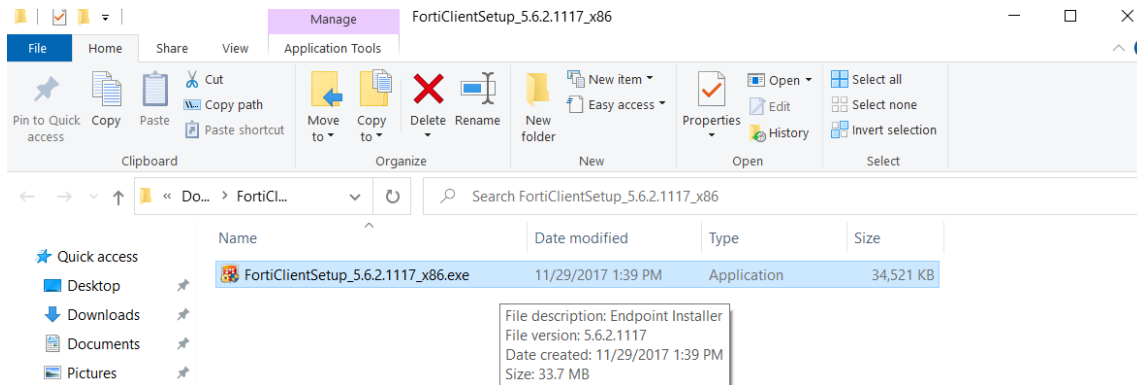 Manage FortiClientSetup_5.6.2.1117_x86
File Home Share View Application Tools
Pin to Quick access
Copy
Paste
Cut
Copy path
Paste shortcut
Move to
Copy to
Delete
Rename
New folder
New item
Easy access
Properties
Open
Edit
History
Select all
Select none
Invert selection
Clipboard Organize New Open Select
« Do... > FortiCl... Search FortiClientSetup_5.6.2.1117_x86
Name Date modified Type Size
Quick access
FortiClientSetup_5.6.2.1117_x86.exe 11/29/2017 1:39 PM Application 34,521 KB
Desktop
Downloads
Documents
Pictures
File description: Endpoint Installer
File version: 5.6.2.1117
Date created: 11/29/2017 1:39 PM
Size: 33.7 MB